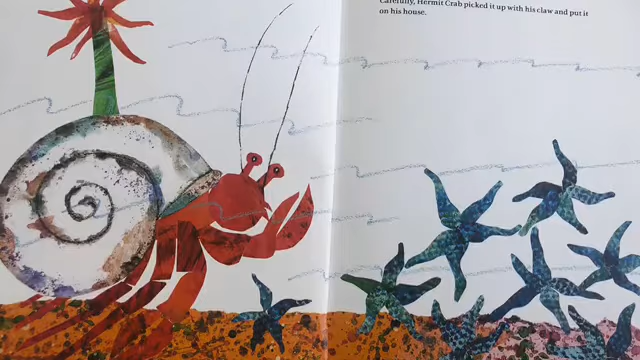 Carefully, Hermit Crab picked it up with his claw and put it
on his house.